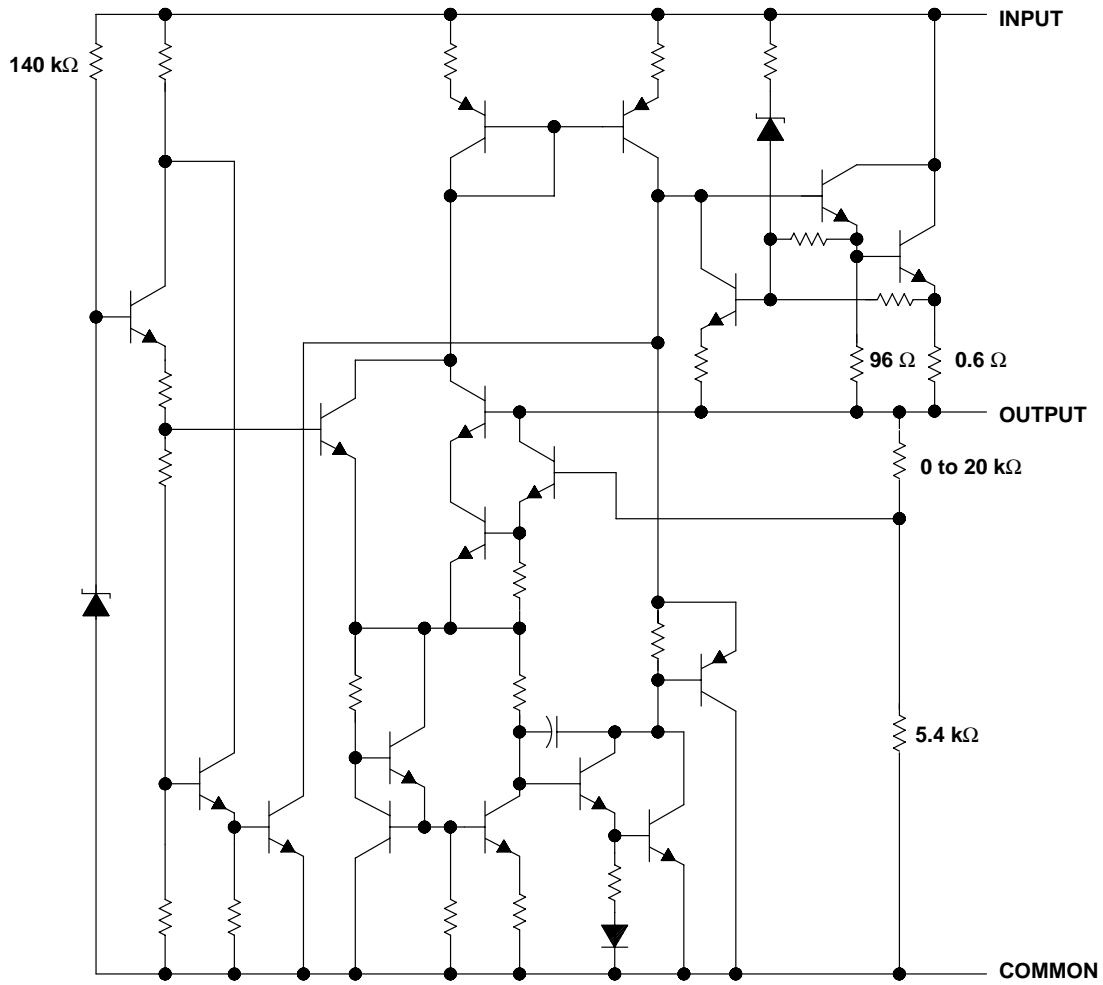 INPUT
140 kΩ
96 Ω
0.6 Ω
OUTPUT
0 to 20 kΩ
5.4 kΩ
COMMON